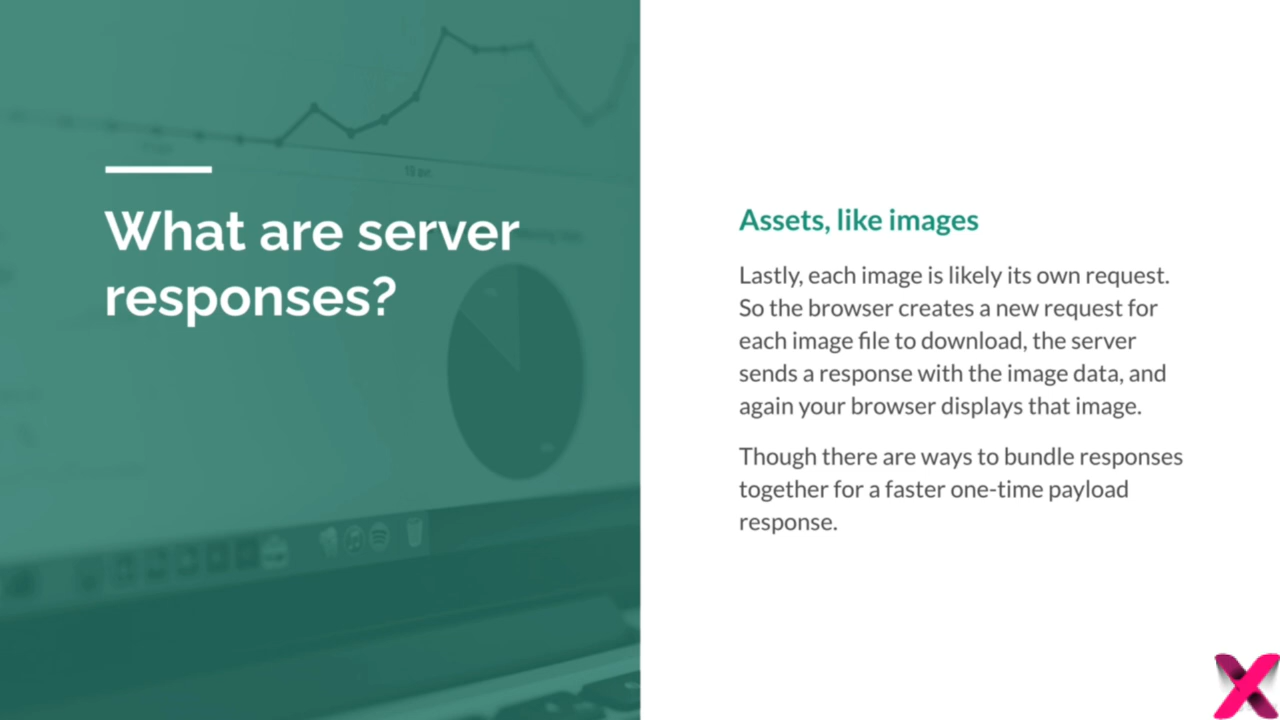 What are server
responses?
Assets, like images
Lastly, each image is likely its own request.
So the browser creates a new request for
each image file to download, the server
sends a response with the image data, and
again your browser displays that image.
Though there are ways to bundle responses
together for a faster one-time payload
response.